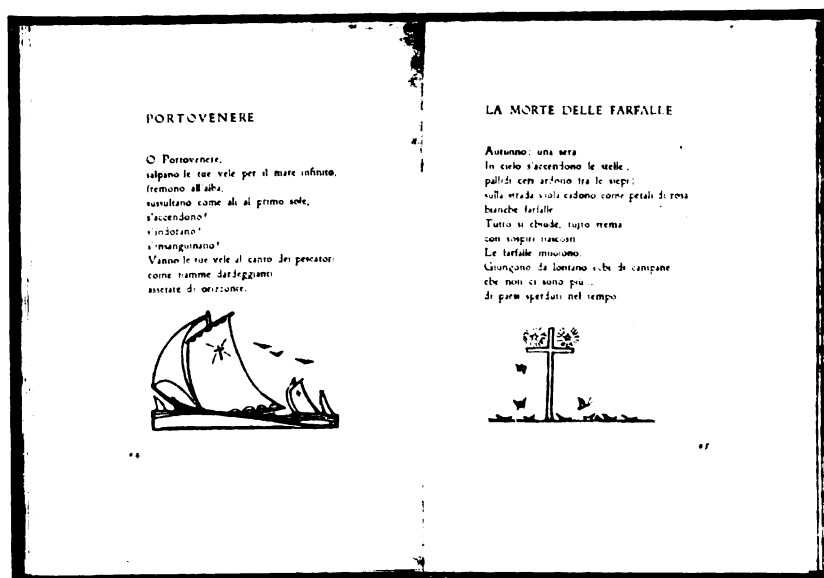 PORTOVENERE
O Portovenere,
salpano le tue vele per il mare infinito,
fremono all'alba,
sussultano come ali al primo sole,
s'accendono!
s'indorano!
s'insanguinano!
Vanno le tue vele al canto dei pescatori
come fiamme dardeggianti
assetate di orizzonte.
LA MORTE DELLE FARFALLE
Autunno: una sera
In cielo s'accendono le stelle;
pallidi ceri ardono fra le siepi;
sulla strada viola cadono come petali di rosa
bianche farfalle
Tutto si chiude, tutto trema
con sospiri nascosti
Le farfalle muoiono.
Giungono da lontano echi di campane
che non ci sono più...
di paesi sperduti nel tempo